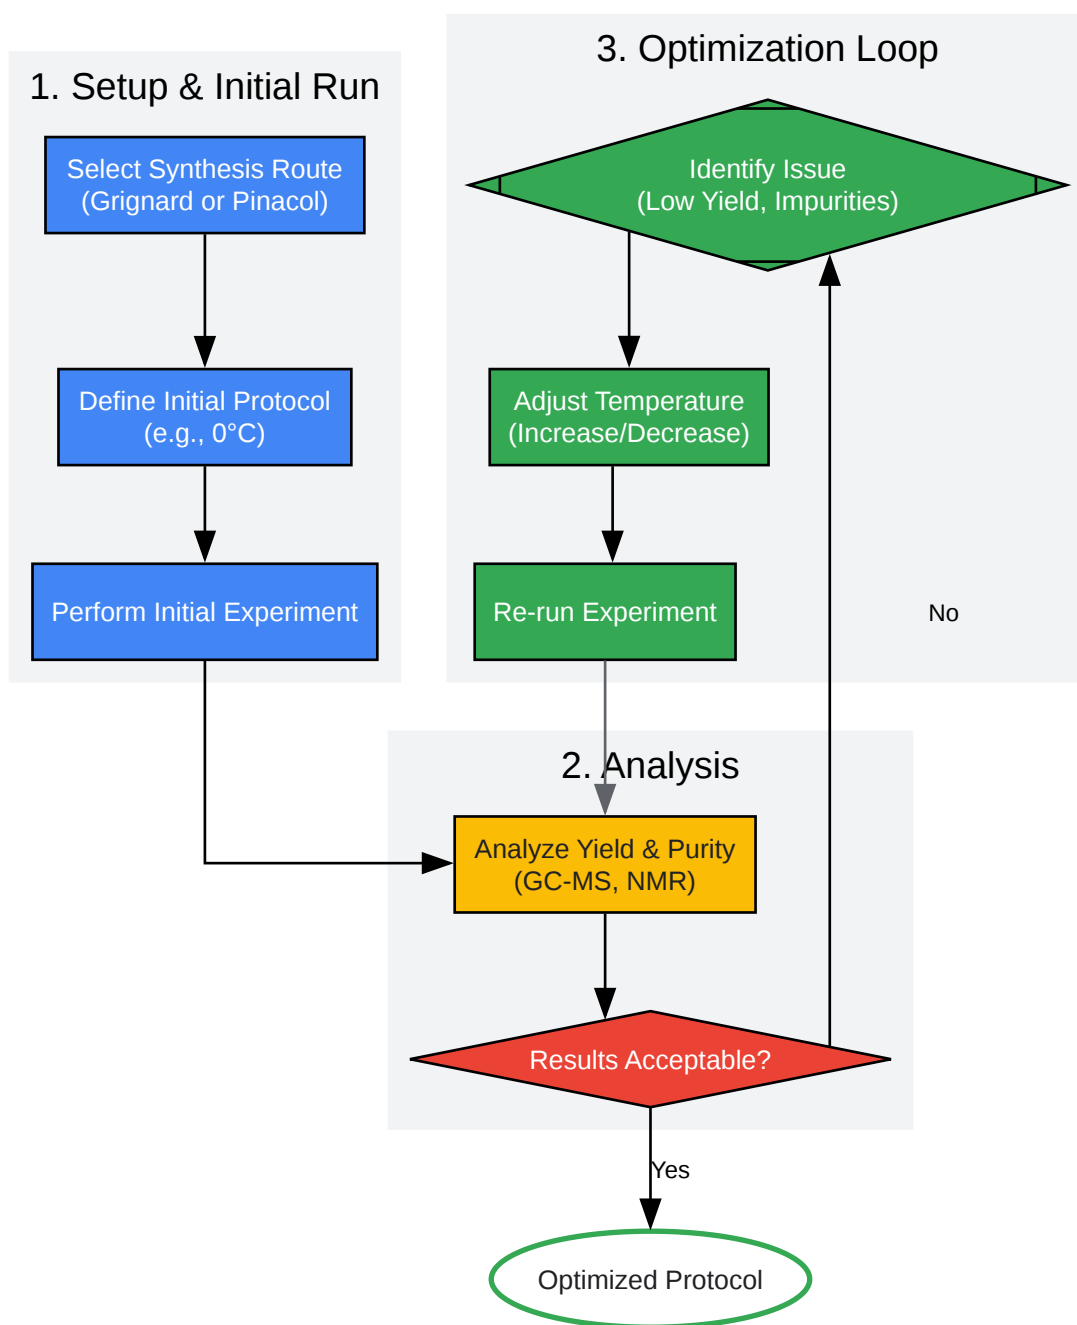 1. Setup & Initial Run
Select Synthesis Route
(Grignard or Pinacol)
Define Initial Protocol
(e.g., 0°C)
Perform Initial Experiment
3. Optimization Loop
Identify Issue
(Low Yield, Impurities)
Adjust Temperature
(Increase/Decrease)
Re-run Experiment
No
2. Analysis
Analyze Yield & Purity
(GC-MS, NMR)
Results Acceptable?
Yes
Optimized Protocol